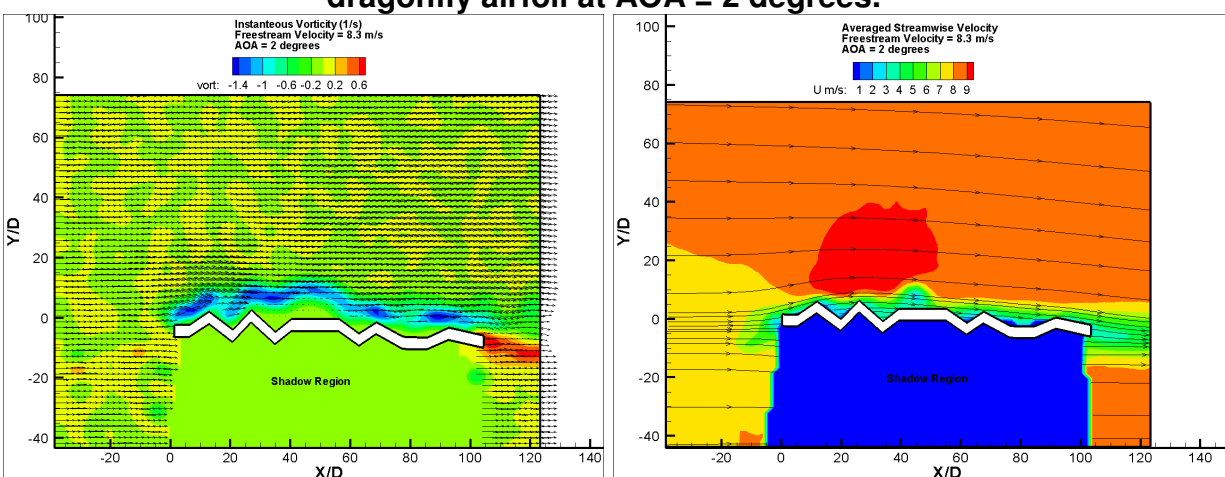 dragonfly airfoil at AOA = 2 degrees.
Instanteous Vorticity (1/s)
Freestream Velocity = 8.3 m/s
AOA = 2 degrees
vort: -1.4 -1 -0.6 -0.2 0.2 0.6
100
80
60
40
20
0
-20
-40
Y/D
Shadow Region
-20 0 20 40 60 80 100 120 140
X/D
Averaged Streamwise Velocity
Freestream Velocity = 8.3 m/s
AOA = 2 degrees
U m/s: 1 2 3 4 5 6 7 8 9
100
80
60
40
20
0
-20
-40
Y/D
Shadow Region
-20 0 20 40 60 80 100 120 140
X/D